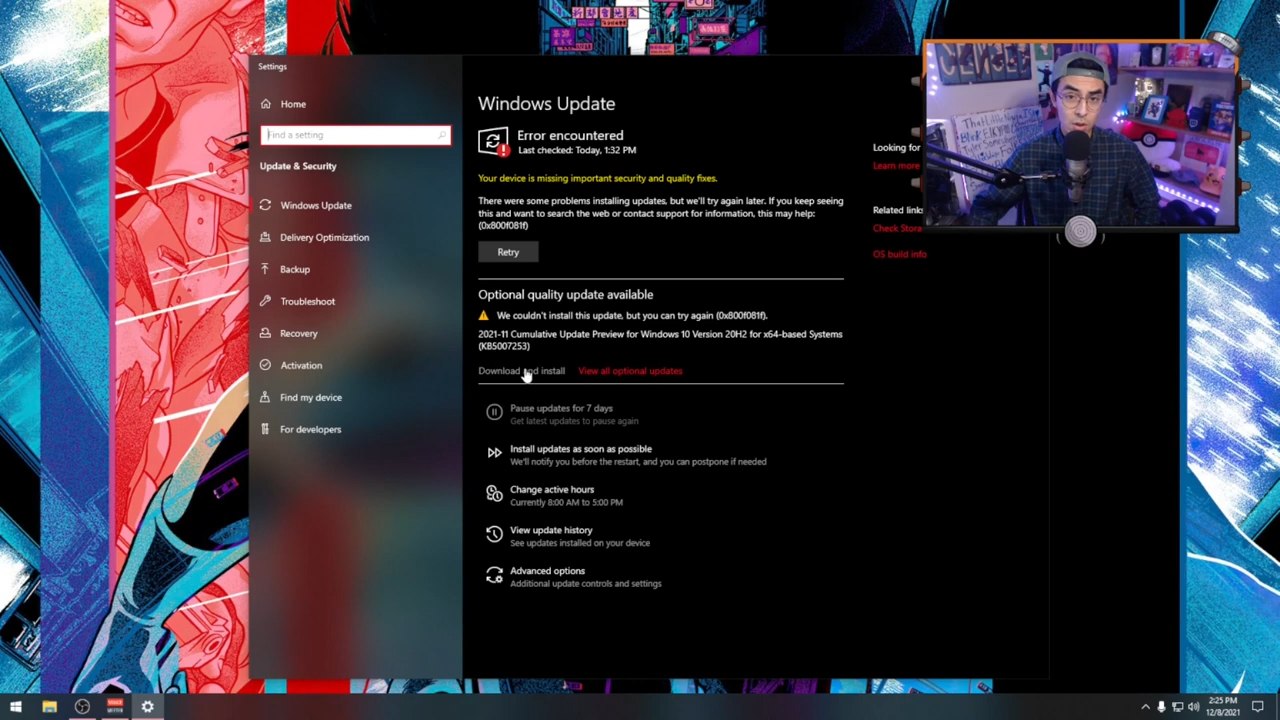 Settings
Home
Find a setting
Update & Security
Windows Update
Delivery Optimization
Backup
Troubleshoot
Recovery
Activation
Find my device
For developers
Windows Update
Error encountered
Last checked: Today, 1:32 PM
Your device is missing important security and quality fixes.
There were some problems installing updates, but we'll try again later. If you keep seeing
this and want to search the web or contact support for information, this may help:
(0x800f081f)
Retry
Optional quality update available
We couldn't install this update, but you can try again (0x800f081f).
2021-11 Cumulative Update Preview for Windows 10 Version 20H2 for x64-based Systems
(KB5007253)
Download and install View all optional updates
Pause updates for 7 days
Get latest updates to pause again
Install updates as soon as possible
We'll notify you before the restart, and you can postpone if needed
Change active hours
Currently 8:00 AM to 5:00 PM
View update history
See updates installed on your device
Advanced options
Additional update controls and settings
Looking for
Learn more
Related links
Check Stora
OS build info
2:25 PM
12/8/2021